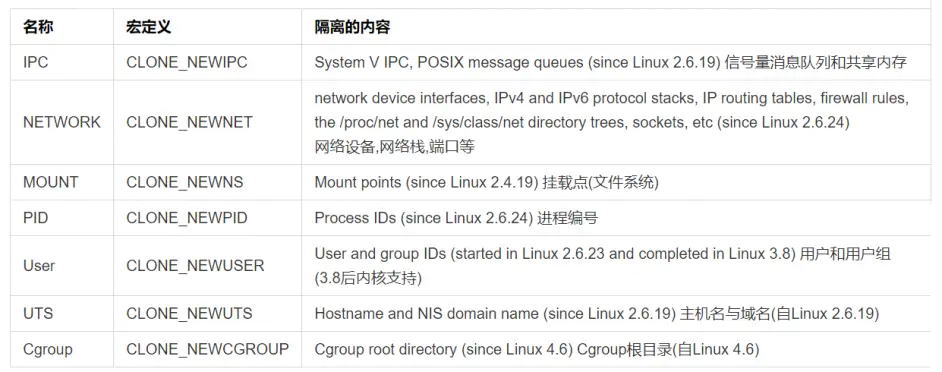 名称 宏定义 隔离的内容
IPC CLONE_NEWIPC System V IPC, POSIX message queues (since Linux 2.6.19) 信号量消息队列和共享内存
network device interfaces, IPv4 and IPv6 protocol stacks, IP routing tables, firewall rules,
NETWORK CLONE_NEWNET the /proc/net and /sys/class/net directory trees, sockets, etc (since Linux 2.6.24)
网络设备,网络栈,端口等
MOUNT CLONE_NEWNS Mount points (since Linux 2.4.19) 挂载点(文件系统)
PID CLONE_NEWPID Process IDs (since Linux 2.6.24) 进程编号
User CLONE_NEWUSER User and group IDs (started in Linux 2.6.23 and completed in Linux 3.8) 用户和用户组
(3.8后内核支持)
UTS CLONE_NEWUTS Hostname and NIS domain name (since Linux 2.6.19) 主机名与域名(自Linux 2.6.19)
Cgroup CLONE_NEWCGROUP Cgroup root directory (since Linux 4.6) Cgroup根目录(自Linux 4.6)